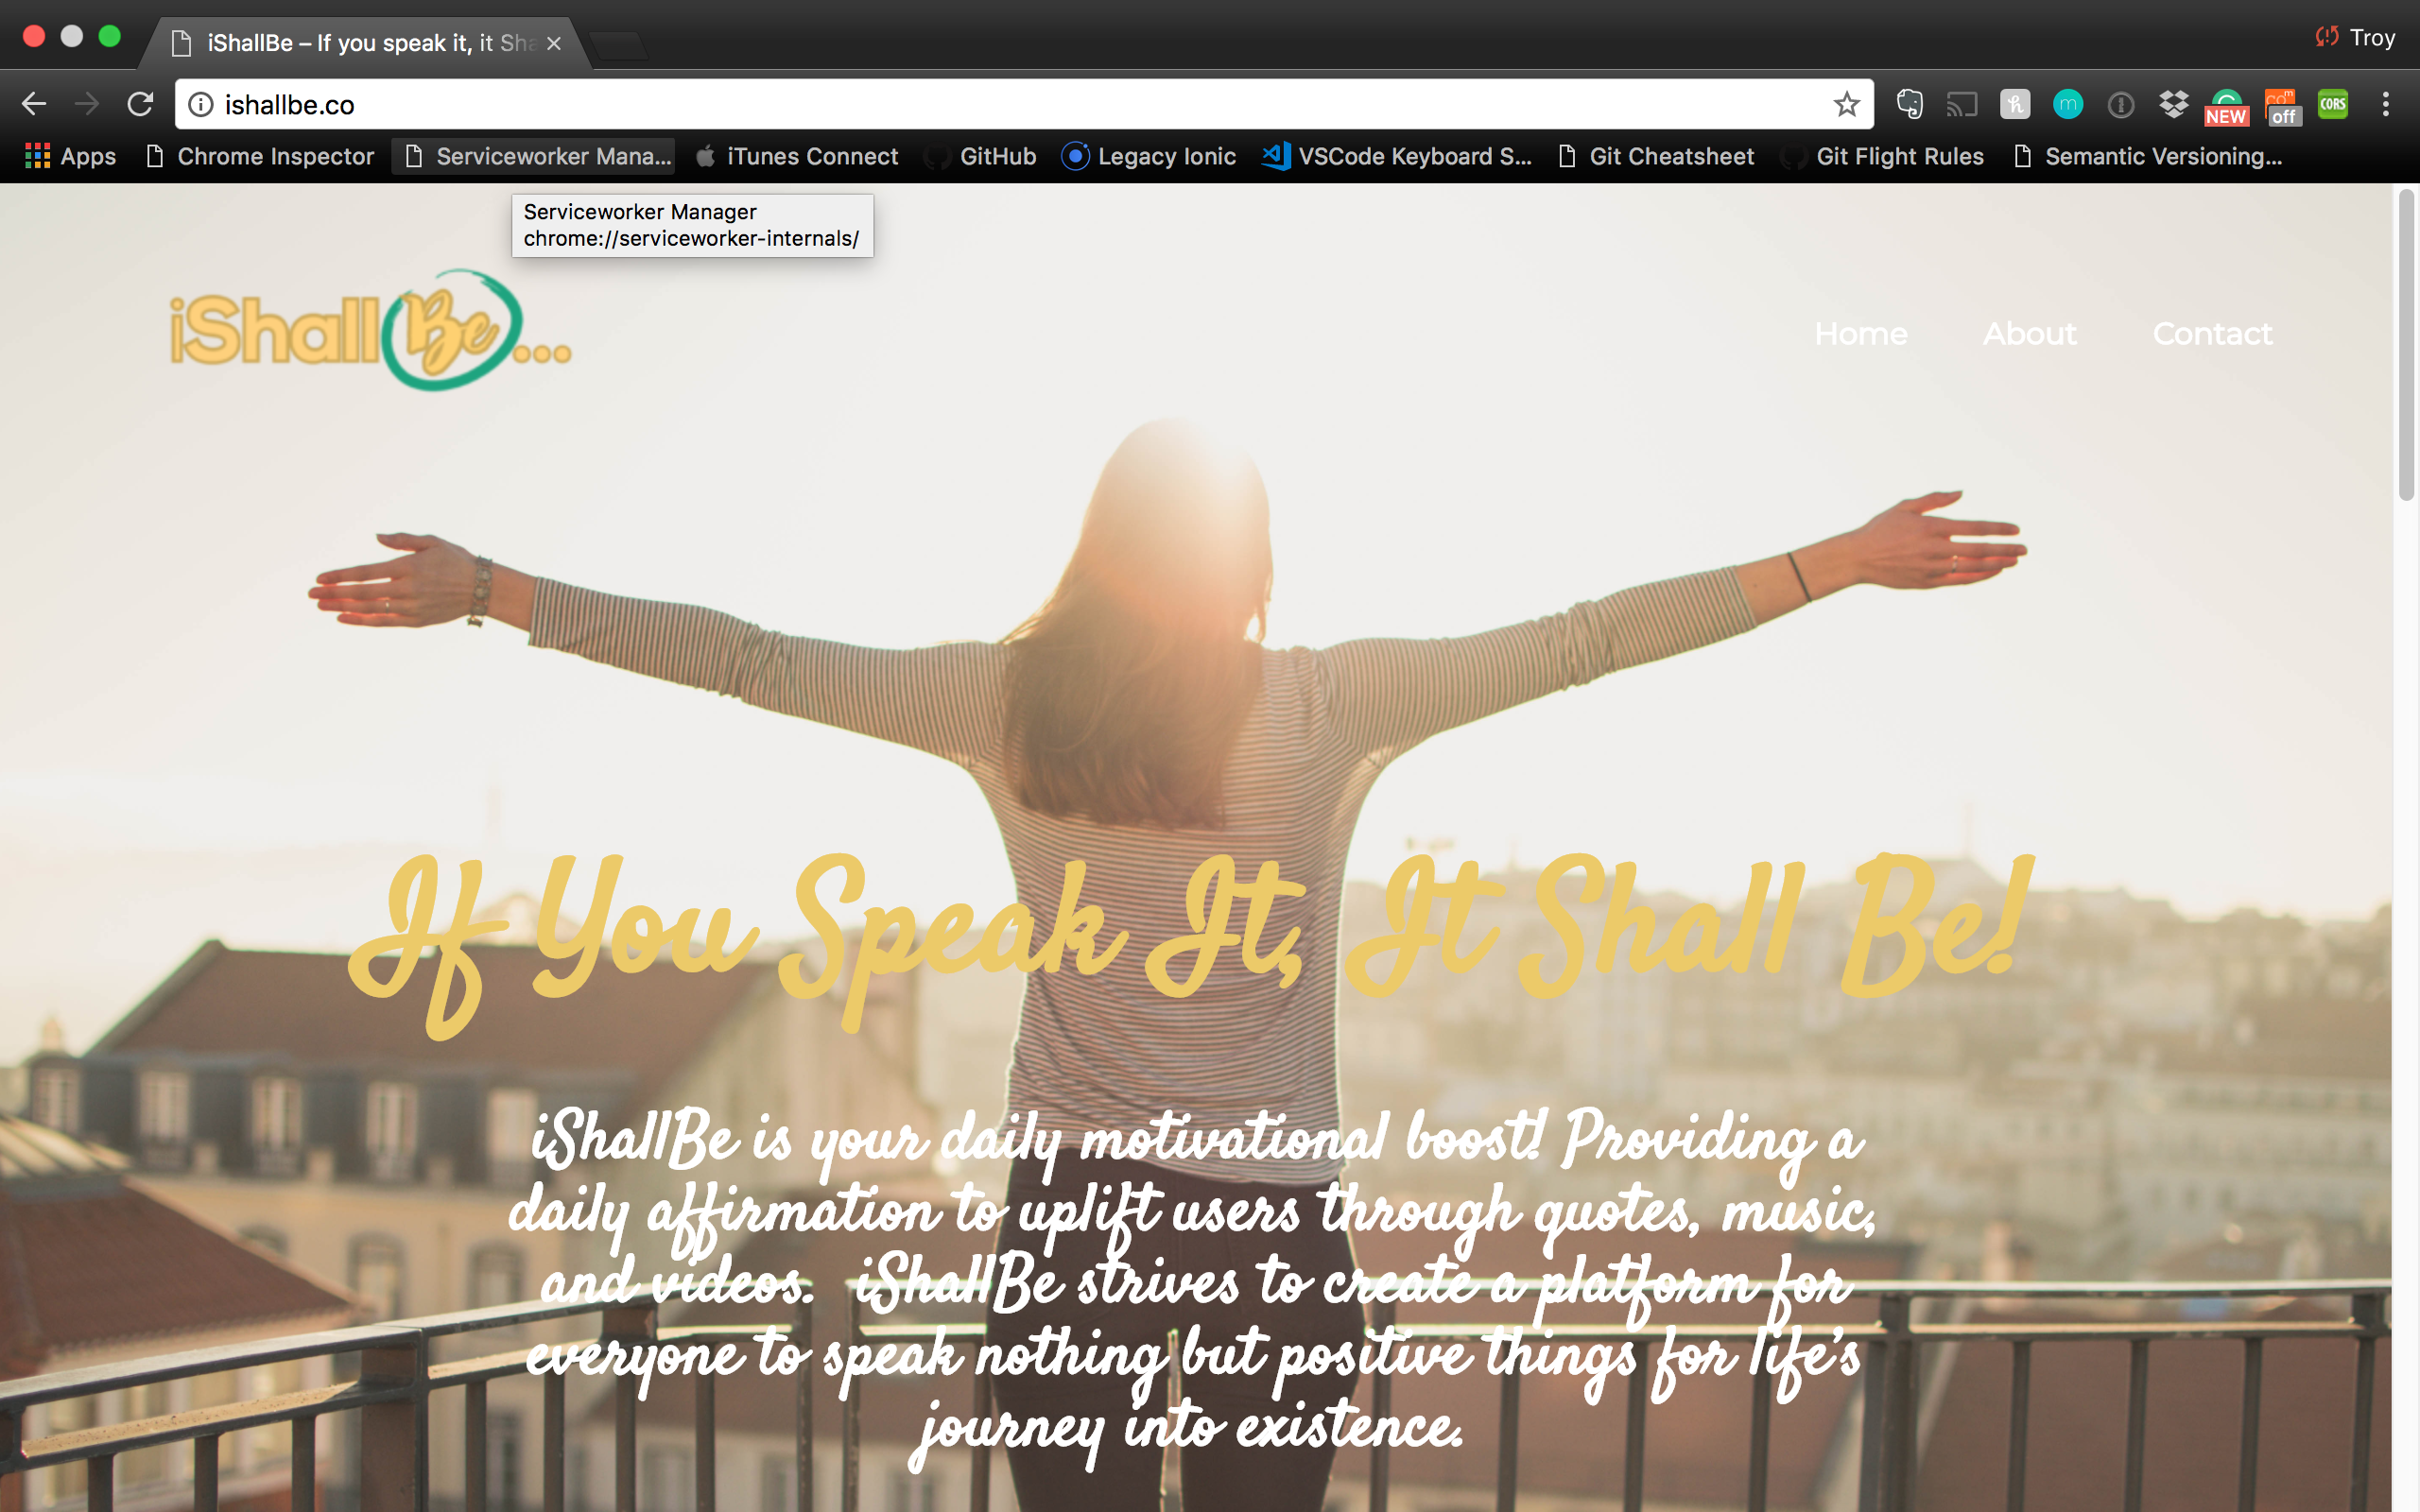 iShallBe – If you speak it, it Sha
Troy
ishallbe.co
NEW
off
CORS
Apps
Chrome Inspector
Serviceworker Mana...
iTunes Connect
GitHub
Legacy Ionic
VSCode Keyboard S...
Git Cheatsheet
Git Flight Rules
Semantic Versioning...
Serviceworker Manager
chrome://serviceworker-internals/
iShallBe...
Home
About
Contact
If You Speak It, It Shall Be!
iShallBe is your daily motivational boost! Providing a
daily affirmation to uplift users through quotes, music,
and videos. iShallBe strives to create a platform for
everyone to speak nothing but positive things for life's
journey into existence.